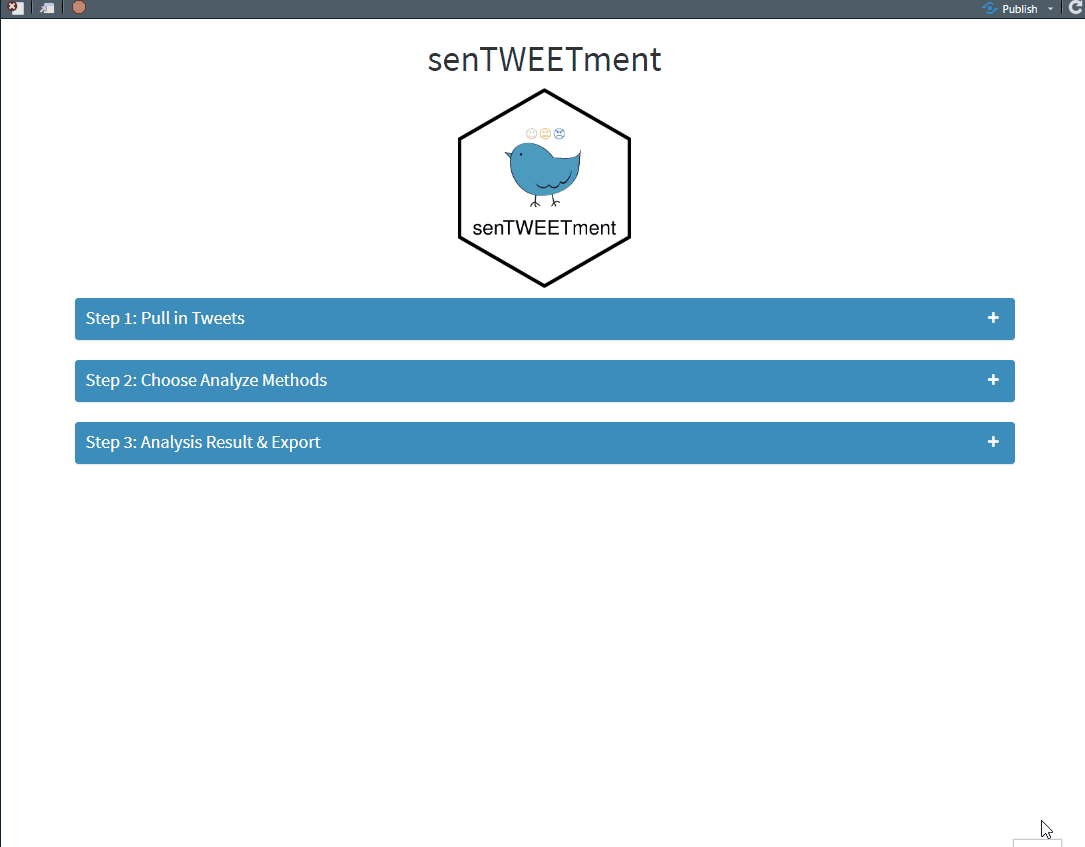 Publish
senTWEETment
senTWEETment
Step 1: Pull in Tweets
Step 2: Choose Analyze Methods
Step 3: Analysis Result & Export